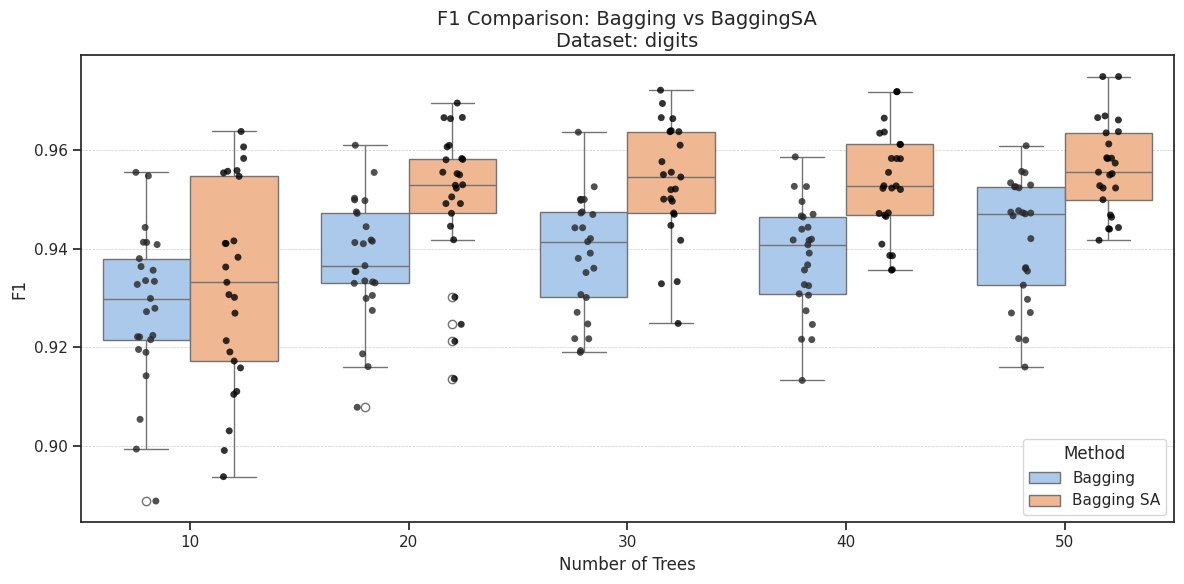 F1 Comparison: Bagging vs BaggingSA
Dataset: digits
F1
0.96
0.94
0.92
0.90
10
20
30
40
50
Number of Trees
Method
Bagging
Bagging SA